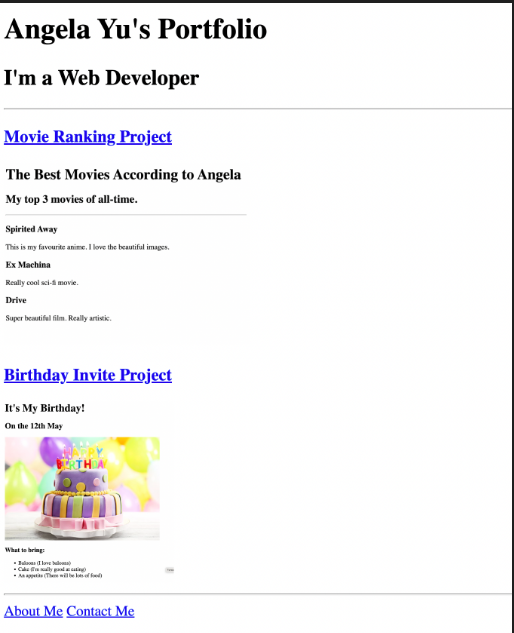 Angela Yu's Portfolio
I'm a Web Developer
Movie Ranking Project
The Best Movies According to Angela
My top 3 movies of all-time.
Spirited Away
This is my favourite anime. I love the beautiful images.
Ex Machina
Really cool sci-fi movie.
Drive
Super beautiful film. Really artistic.
Birthday Invite Project
It's My Birthday!
On the 12th May
HAPPY
BIRTHDAY
What to bring:
Baloons (I love baloons)
Cake (I'm really good at eating)
An appetite (There will be lots of food)
About Me Contact Me